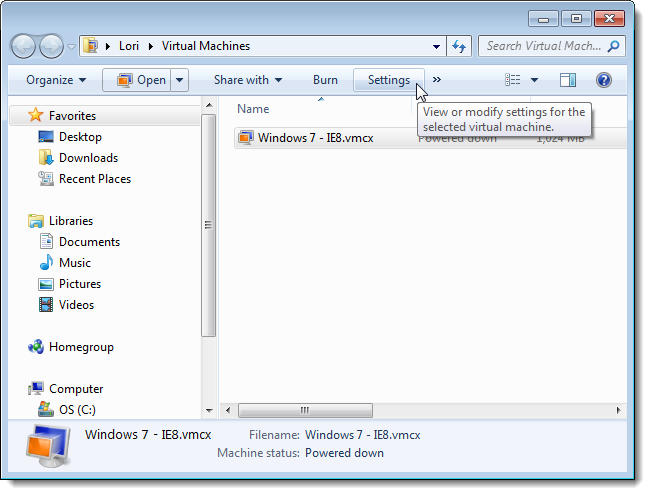 Lori Virtual Machines Search Virtual Mach...
Organize Open Share with Burn Settings »
Favorites
Desktop
Downloads
Recent Places
Libraries
Documents
Music
Pictures
Videos
Homegroup
Computer
OS (C:)
Name
View or modify settings for the
selected virtual machine.
Windows 7 - IE8.vmcx Powered down 1,024 MB
Windows 7 - IE8.vmcx Filename: Windows 7 - IE8.vmcx
Machine status: Powered down